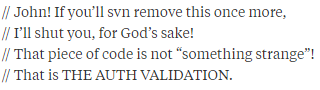 // John! If you’ll svn remove this once more,
// I’ll shut you, for God’s sake!
// That piece of code is not “something strange”!
// That is THE AUTH VALIDATION.